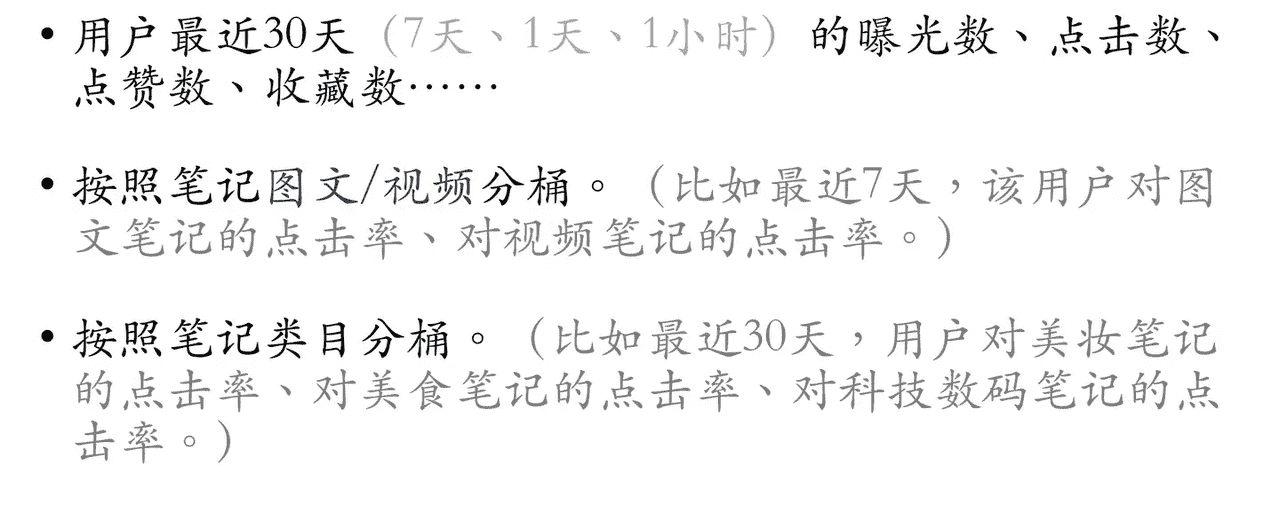 • 用户最近30天（7天、1天、1小时）的曝光数、点击数、
点赞数、收藏数……
• 按照笔记图文/视频分桶。（比如最近7天，该用户对图
文笔记的点击率、对视频笔记的点击率。）
• 按照笔记类目分桶。（比如最近30天，用户对美妆笔记
的点击率、对美食笔记的点击率、对科技数码笔记的点
击率。）